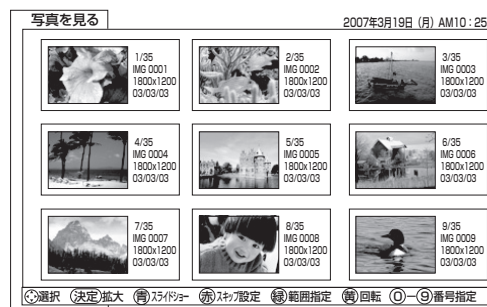 写真を見る
2007年3月19日 (月) AM10:25
1/35
IMG 0001
1800x1200
03/03/03
2/35
IMG 0002
1800x1200
03/03/03
3/35
IMG 0003
1800x1200
03/03/03
4/35
IMG 0004
1800x1200
03/03/03
5/35
IMG 0005
1800x1200
03/03/03
6/35
IMG 0006
1800x1200
03/03/03
7/35
IMG 0007
1800x1200
03/03/03
8/35
IMG 0008
1800x1200
03/03/03
9/35
IMG 0009
1800x1200
03/03/03
選択 決定 拡大 青 スライドショー 赤 スキップ設定 緑 範囲指定 黄 回転 0-9 番号指定